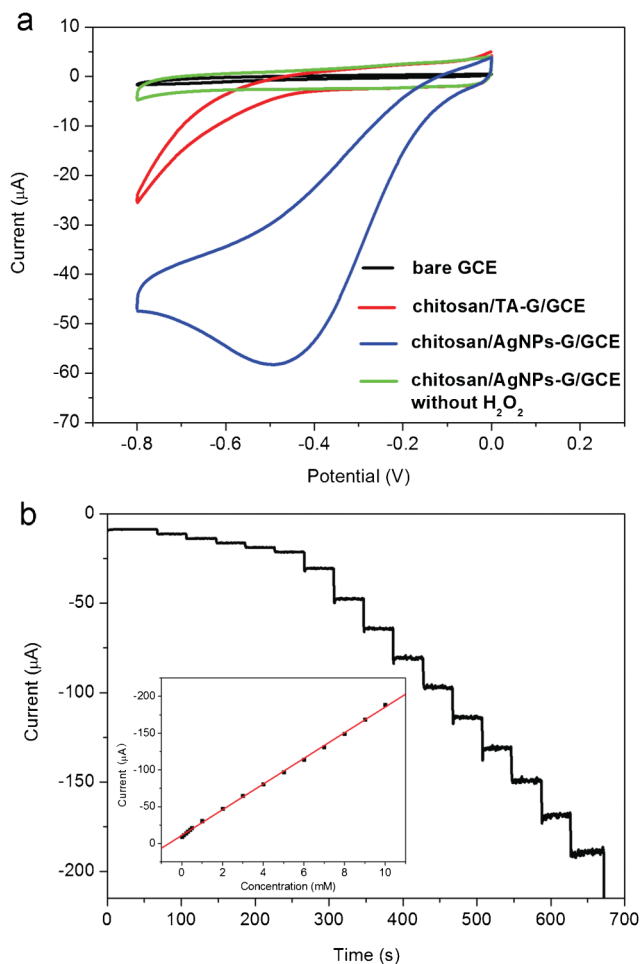 a
10
0
-10
-20
-30
-40
-50
-60
-70
Current (μA)
bare GCE
chitosan/TA-G/GCE
chitosan/AgNPs-G/GCE
chitosan/AgNPs-G/GCE
without H₂O₂
-0.8 -0.6 -0.4 -0.2 0.0 0.2
Potential (V)
b
0
-50
-100
-150
-200
Current (μA)
-200
-150
-100
-50
0
Current (μA)
0 2 4 6 8 10
Concentration (mM)
0 100 200 300 400 500 600 700
Time (s)